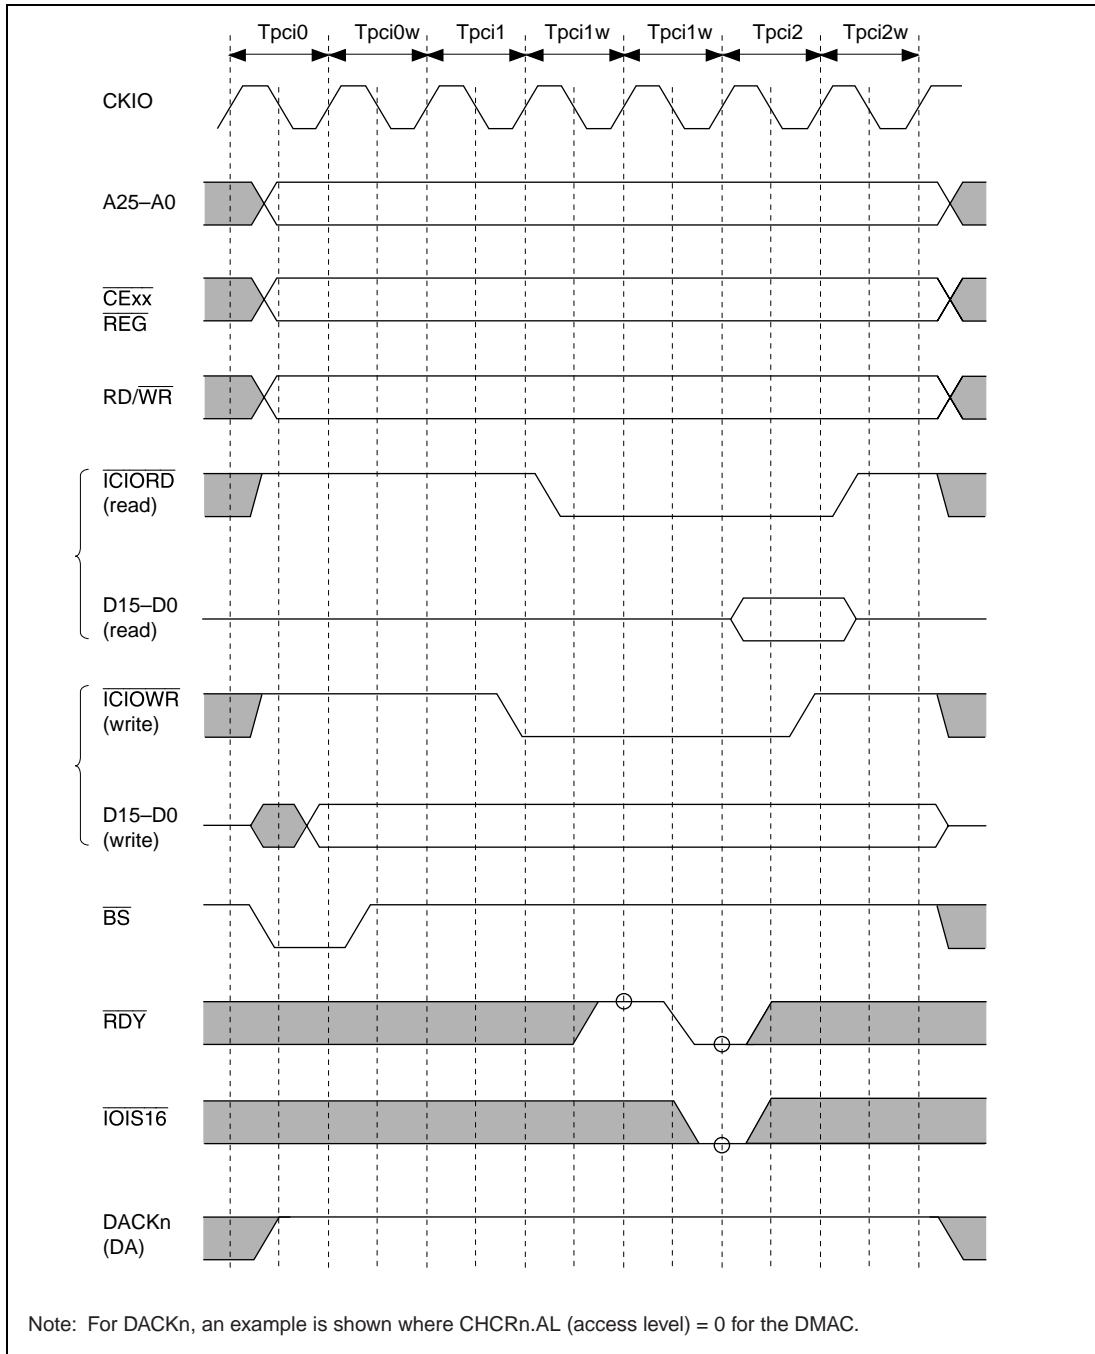 Tpci0 Tpci0w Tpci1 Tpci1w Tpci1w Tpci2 Tpci2w
CKIO
A25–A0
CExx
REG
RD/WR
ICIORD
(read)
D15–D0
(read)
ICIOWR
(write)
D15–D0
(write)
BS
RDY
IOIS16
DACKn
(DA)
Note: For DACKn, an example is shown where CHCRn.AL (access level) = 0 for the DMAC.